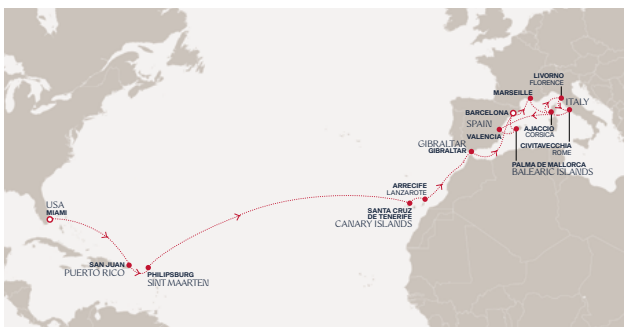 LIVORNO
FLORENCE
MARSEILLE
ITALY
BARCELONA
SPAIN
AJACCIO
CORSICA
VALENCIA
CIVITAVECCHIA
ROME
GIBRALTAR
GIBRALTAR
PALMA DE MALLORCA
BALEARIC ISLANDS
ARRECIFE
LANZAROTE
USA
MIAMI
SANTA CRUZ
DE TENERIFE
CANARY ISLANDS
SAN JUAN
PUERTO RICO
PHILIPSBURG
SINT MAARTEN